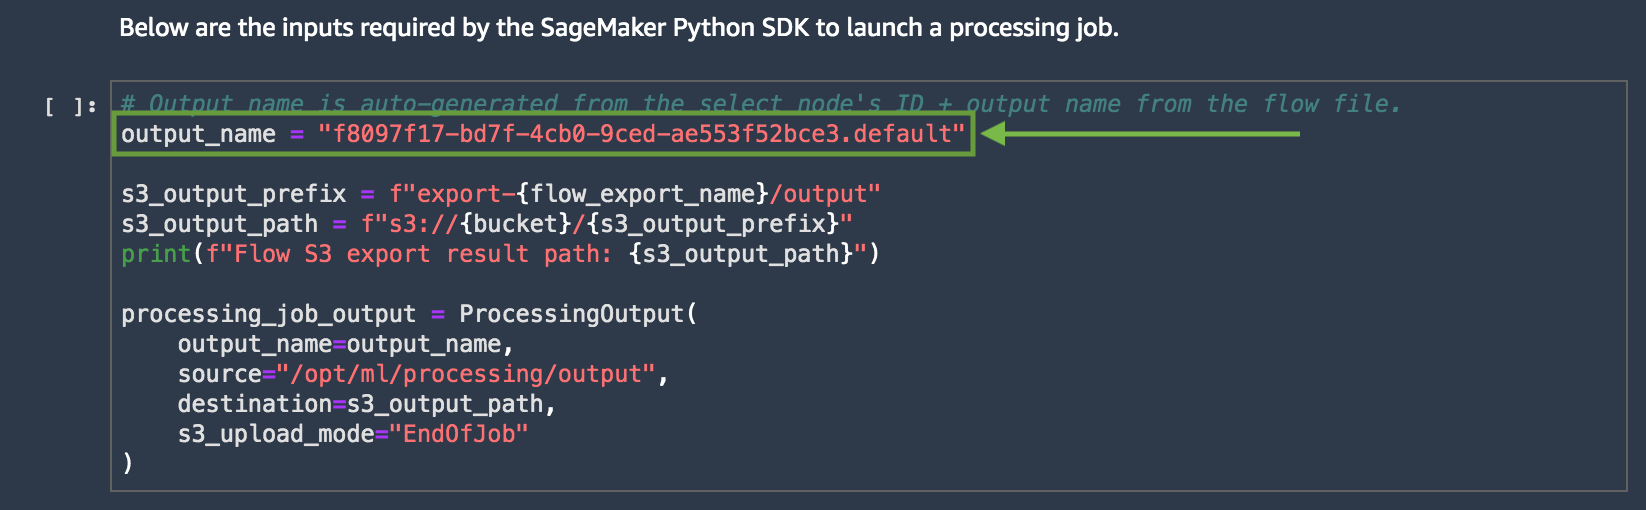 Below are the inputs required by the SageMaker Python SDK to launch a processing job.
[ ]:
# Output name is auto-generated from the select node's ID + output name from the flow file.
output_name = "f8097f17-bd7f-4cb0-9ced-ae553f52bce3.default"
s3_output_prefix = f"export-{flow_export_name}/output"
s3_output_path = f"s3://{bucket}/{s3_output_prefix}"
print(f"Flow S3 export result path: {s3_output_path}")
processing_job_output = ProcessingOutput(
    output_name=output_name,
    source="/opt/ml/processing/output",
    destination=s3_output_path,
    s3_upload_mode="EndOfJob"
)